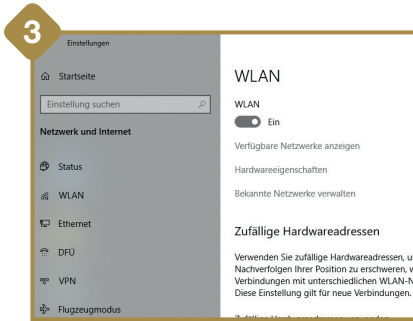 3
Einstellungen
Startseite
Einstellung suchen
Netzwerk und Internet
Status
WLAN
Ethernet
DFÜ
VPN
Flugzeugmodus
WLAN
WLAN
Ein
Verfügbare Netzwerke anzeigen
Hardwareeigenschaften
Bekannte Netzwerke verwalten
Zufällige Hardwareadressen
Verwenden Sie zufällige Hardwareadressen, u
Nachverfolgen Ihrer Position zu erschweren, w
Verbindungen mit unterschiedlichen WLAN-N
Diese Einstellung gilt für neue Verbindungen.